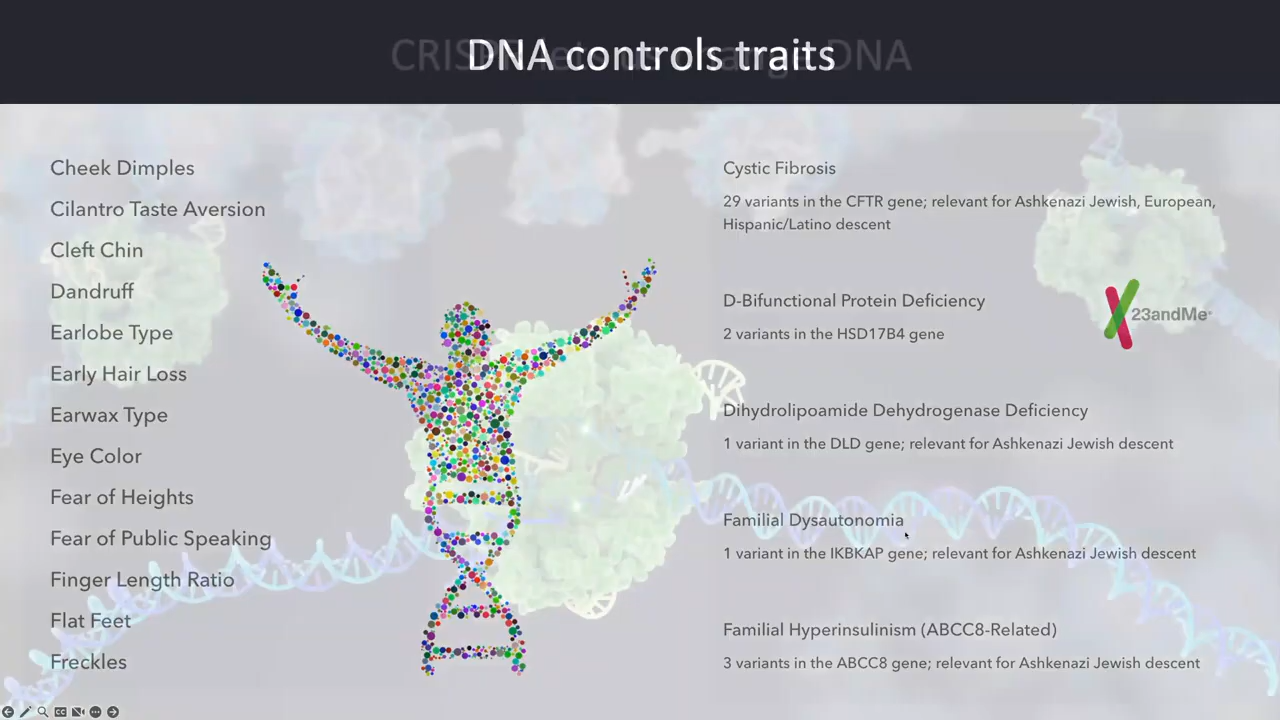 DNA controls traits
Cheek Dimples
Cilantro Taste Aversion
Cleft Chin
Dandruff
Earlobe Type
Early Hair Loss
Earwax Type
Eye Color
Fear of Heights
Fear of Public Speaking
Finger Length Ratio
Flat Feet
Freckles
Cystic Fibrosis
29 variants in the CFTR gene; relevant for Ashkenazi Jewish, European,
Hispanic/Latino descent
D-Bifunctional Protein Deficiency
2 variants in the HSD17B4 gene
23andMe
Dihydrolipoamide Dehydrogenase Deficiency
1 variant in the DLD gene; relevant for Ashkenazi Jewish descent
Familial Dysautonomia
1 variant in the IKBKAP gene; relevant for Ashkenazi Jewish descent
Familial Hyperinsulinism (ABCC8-Related)
3 variants in the ABCC8 gene; relevant for Ashkenazi Jewish descent